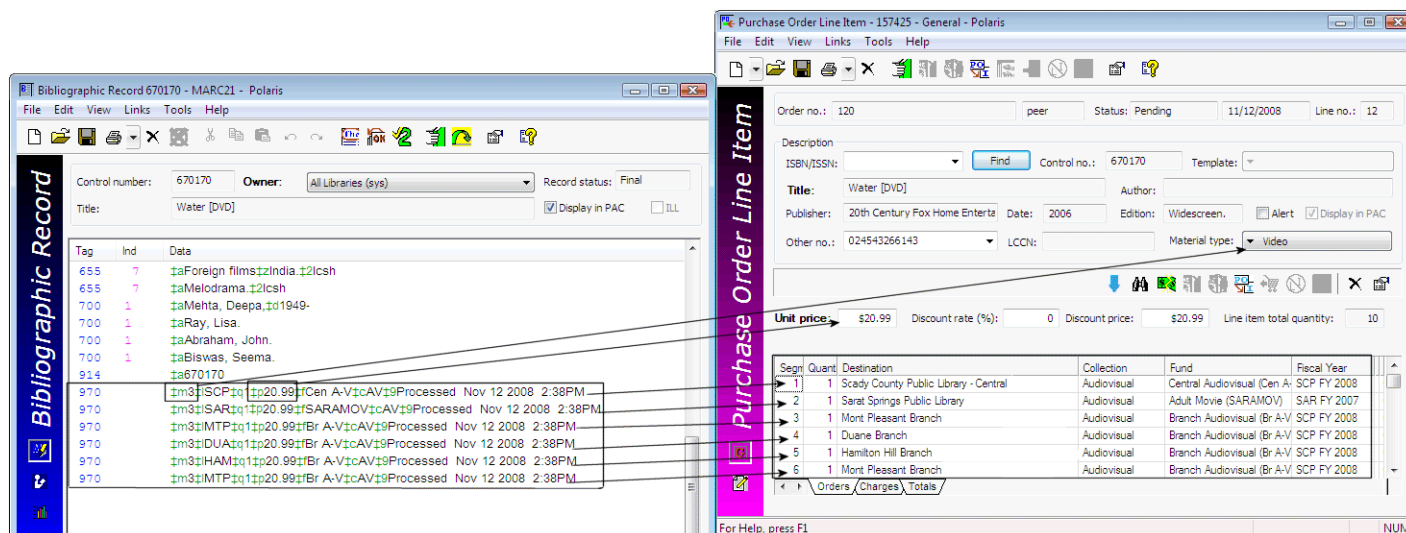 Bibliographic Record 670170 - MARC21 - Polaris
File Edit View Links Tools Help
Bibliographic Record
Control number: 670170 Owner: All Libraries (sys) Record status: Final
Title: Water [DVD] Display in PAC ILL
Tag Ind Data
655 7 ‡aForeign films‡zIndia.‡2lcsh
655 7 ‡aMelodrama.‡2lcsh
700 1 ‡aMehta, Deepa,‡d1949-
700 1 ‡aRay, Lisa.
700 1 ‡aAbraham, John.
700 1 ‡aBiswas, Seema.
914 ‡a670170
970 ‡m3‡lSCP‡q1‡p20.99‡fCen A-V‡cAV‡9Processed Nov 12 2008 2:38PM
970 ‡m3‡lSAR‡q1‡p20.99‡fSARAMOV‡cAR‡9Processed Nov 12 2008 2:38PM
970 ‡m3‡lMTP‡q1‡p20.99‡fBr A-V‡cAV‡9Processed Nov 12 2008 2:38PM
970 ‡m3‡lDUA‡q1‡p20.99‡fBr A-V‡cAV‡9Processed Nov 12 2008 2:38PM
970 ‡m3‡lHAM‡q1‡p20.99‡fBr A-V‡cAV‡9Processed Nov 12 2008 2:38PM
970 ‡m3‡lMTP‡q1‡p20.99‡fBr A-V‡cAV‡9Processed Nov 12 2008 2:38PM
Purchase Order Line Item - 157425 - General - Polaris
File Edit View Links Tools Help
Purchase Order Line Item
Order no.: 120 peer Status: Pending 11/12/2008 Line no.: 12
Description
ISBN/ISSN: Find Control no.: 670170 Template:
Title: Water [DVD] Author:
Publisher: 20th Century Fox Home Enterta Date: 2006 Edition: Widescreen. Alert Display in PAC
Other no.: 024543266143 LCCN: Material type: Video
Unit price: $20.99 Discount rate (%): 0 Discount price: $20.99 Line item total quantity: 10
Segn Quant Destination Collection Fund Fiscal Year
1 1 Scady County Public Library - Central Audiovisual Central Audiovisual (Cen A- SCP FY 2008
2 1 Sarat Springs Public Library Audiovisual Adult Movie (SARAMOV) SAR FY 2007
3 1 Mont Pleasant Branch Audiovisual Branch Audiovisual (Br A-V SCP FY 2008
4 1 Duane Branch Audiovisual Branch Audiovisual (Br A-V SCP FY 2008
5 1 Hamilton Hill Branch Audiovisual Branch Audiovisual (Br A-V SCP FY 2008
6 1 Mont Pleasant Branch Audiovisual Branch Audiovisual (Br A-V SCP FY 2008
Orders Charges Totals
For Help, press F1 NUM